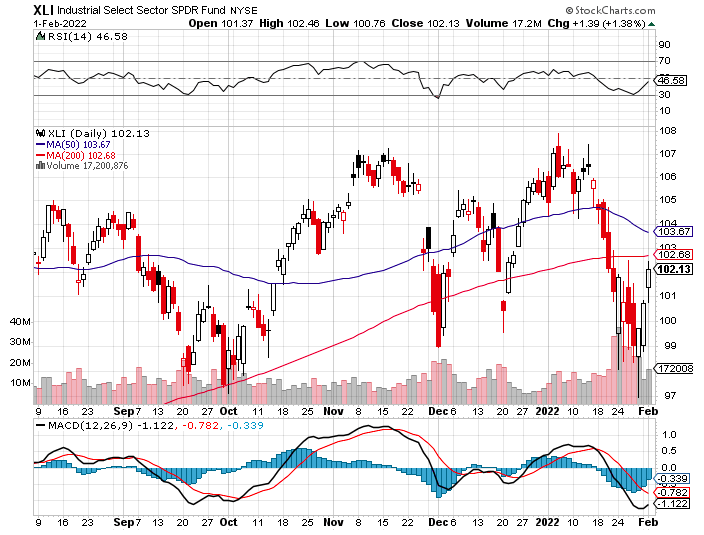 XLI Industrial Select Sector SPDR Fund NYSE © StockCharts.com
1-Feb-2022 Open 101.37 High 102.46 Low 100.76 Close 102.13 Volume 17.2M Chg +1.39 (+1.38%)
RSI(14) 46.58
90
70
50
46.58
30
10
XLI (Daily) 102.13
MA(50) 103.67
MA(200) 102.68
Volume 17,200,876
108
107
106
105
104
103.67
103
102.68
102.13
101
100
99
172008
97
40M
30M
20M
10M
9 16 23 Sep 7 13 20 27 Oct 11 18 25 Nov 8 15 22 Dec 6 13 20 27 2022 10 18 24 Feb
MACD(12,26,9) -1.122, -0.782, -0.339
1.0
0.5
0.0
-0.339
-0.5
-0.782
-1.122
9 16 23 Sep 7 13 20 27 Oct 11 18 25 Nov 8 15 22 Dec 6 13 20 27 2022 10 18 24 Feb